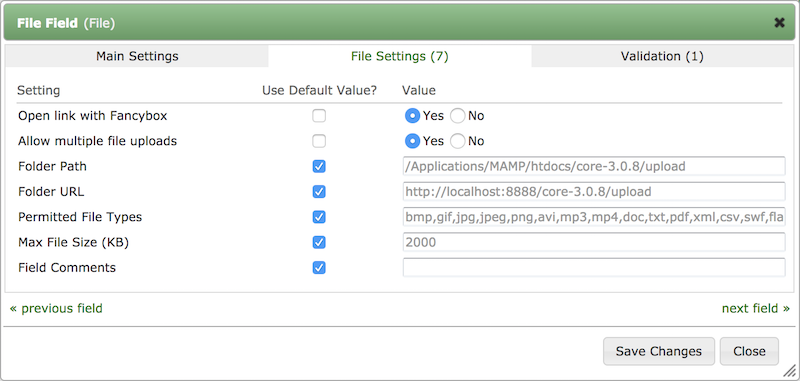 File Field (File)
Main Settings File Settings (7) Validation (1)
Setting Use Default Value? Value
Open link with Fancybox Yes No
Allow multiple file uploads Yes No
Folder Path /Applications/MAMP/htdocs/core-3.0.8/upload
Folder URL http://localhost:8888/core-3.0.8/upload
Permitted File Types bmp,gif,jpg,jpeg,png,avi,mp3,mp4,doc,txt,pdf,xml,csv,swf,fla
Max File Size (KB) 2000
Field Comments
« previous field next field »
Save Changes Close